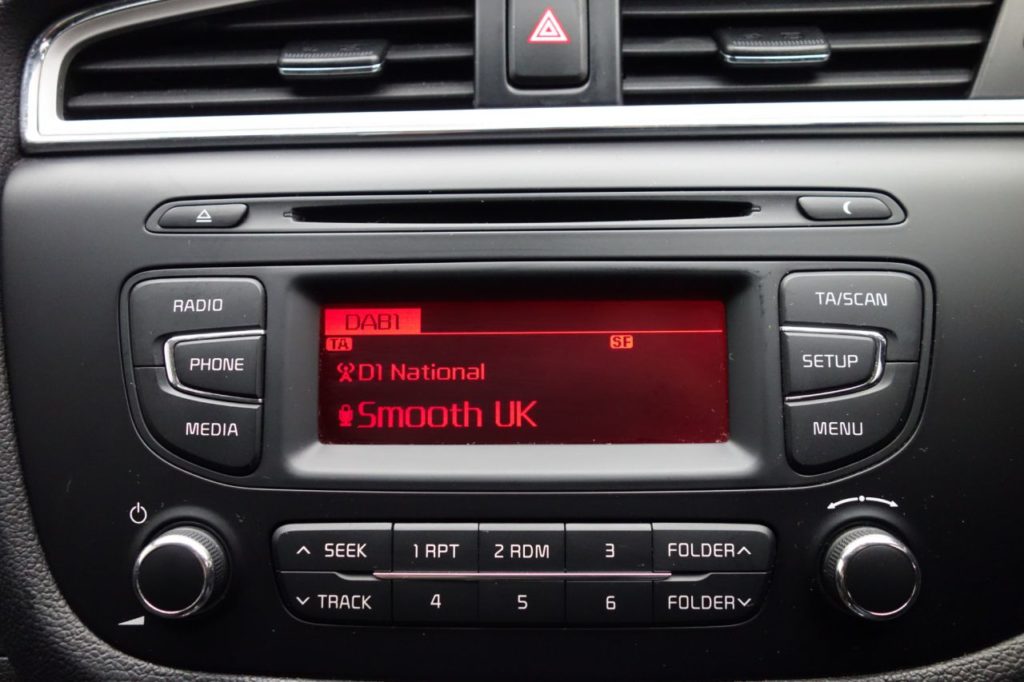 DAB1
TA SF
D1 National
Smooth UK
RADIO
PHONE
MEDIA
TA/SCAN
SETUP
MENU
SEEK 1 RPT 2 RDM 3 FOLDER
TRACK 4 5 6 FOLDER